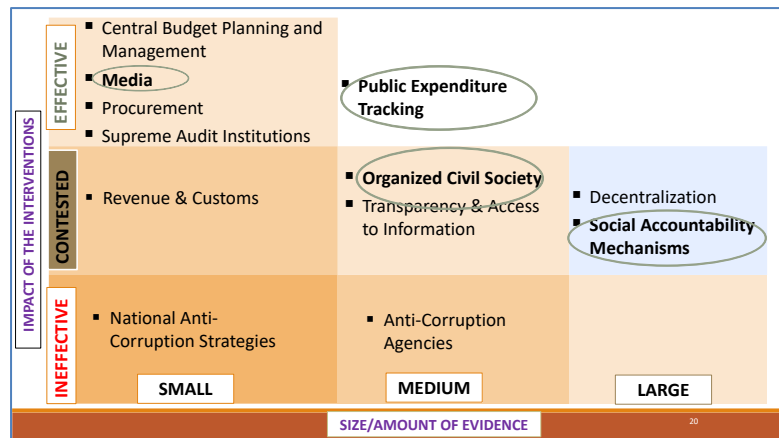 IMPACT OF THE INTERVENTIONS
EFFECTIVE
▪ Central Budget Planning and
Management
▪ Media
▪ Procurement
▪ Supreme Audit Institutions
▪ Public Expenditure
Tracking
CONTESTED
▪ Revenue & Customs
▪ Organized Civil Society
▪ Transparency & Access
to Information
▪ Decentralization
▪ Social Accountability
Mechanisms
INEFFECTIVE
▪ National Anti-
Corruption Strategies
▪ Anti-Corruption
Agencies
SMALL
MEDIUM
LARGE
SIZE/AMOUNT OF EVIDENCE
20